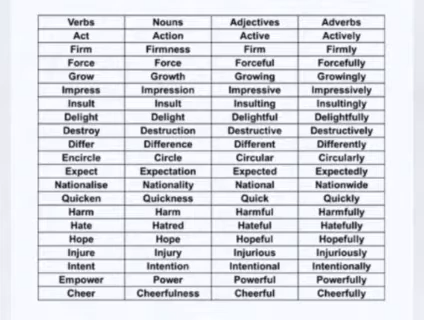 Verbs Nouns Adjectives Adverbs
Act Action Active Actively
Firm Firmness Firm Firmly
Force Force Forceful Forcefully
Grow Growth Growing Growingly
Impress Impression Impressive Impressively
Insult Insult Insulting Insultingly
Delight Delight Delightful Delightfully
Destroy Destruction Destructive Destructively
Differ Difference Different Differently
Encircle Circle Circular Circularly
Expect Expectation Expected Expectedly
Nationalise Nationality National Nationwide
Quicken Quickness Quick Quickly
Harm Harm Harmful Harmfully
Hate Hatred Hateful Hatefully
Hope Hope Hopeful Hopefully
Injure Injury Injurious Injuriously
Intent Intention Intentional Intentionally
Empower Power Powerful Powerfully
Cheer Cheerfulness Cheerful Cheerfully